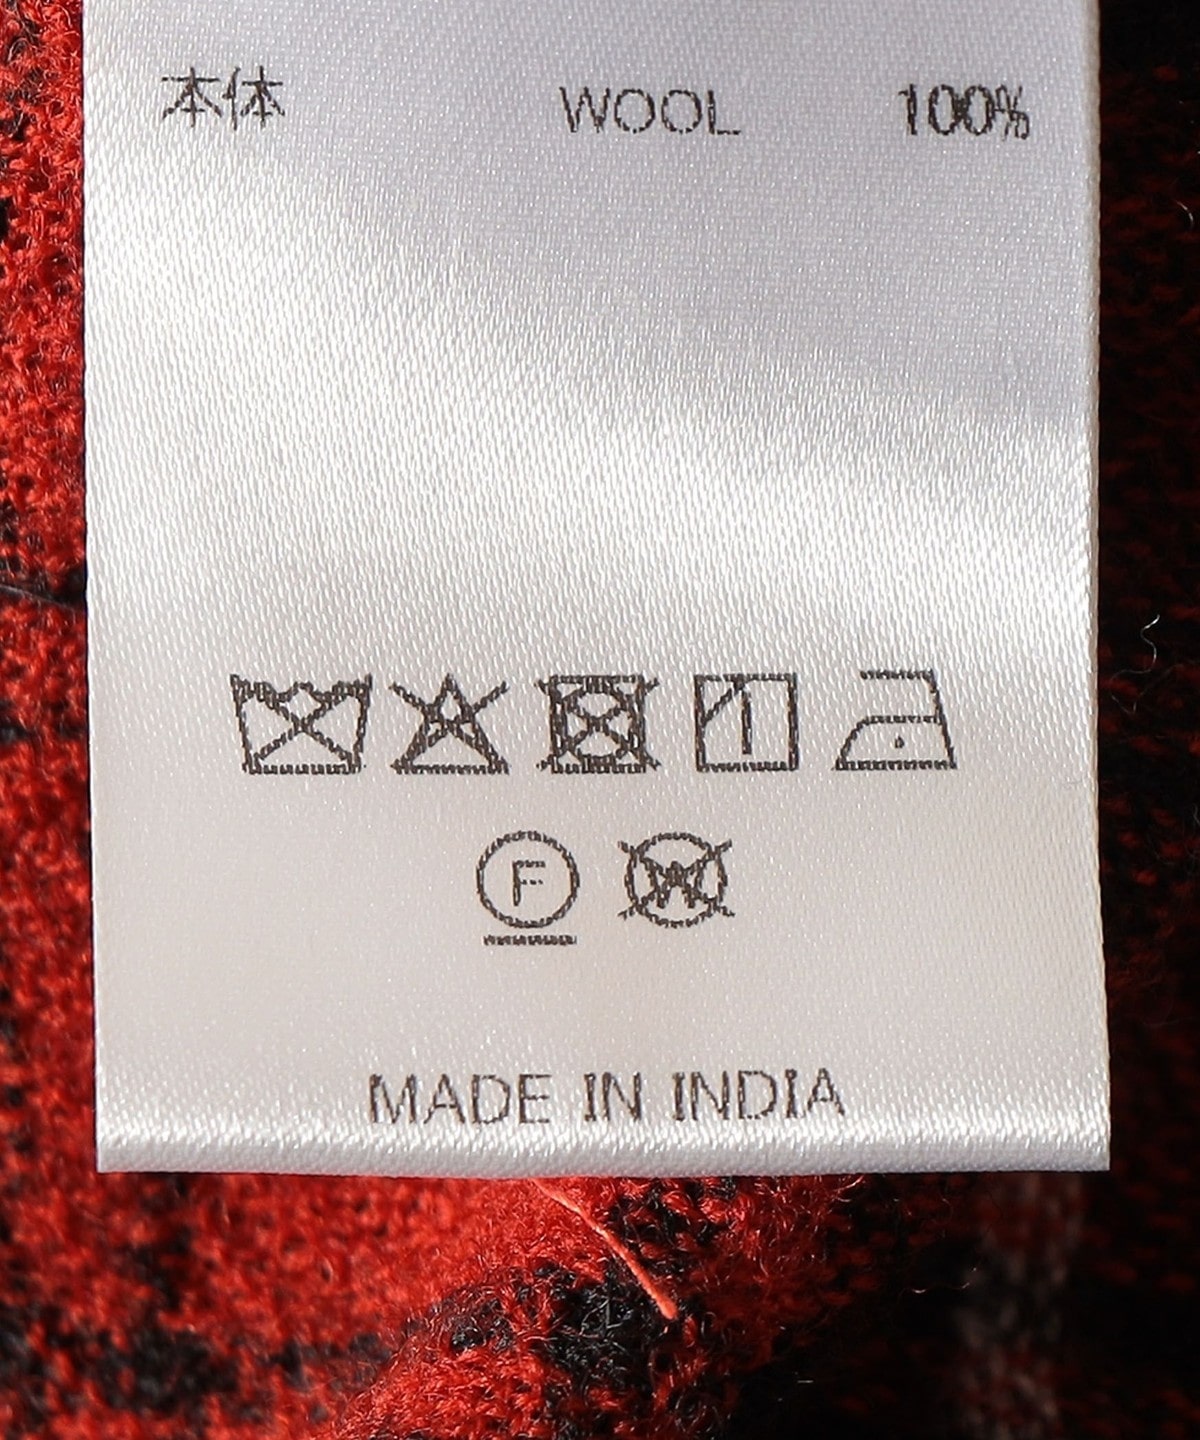 本体 WOOL 100%
F W
MADE IN INDIA